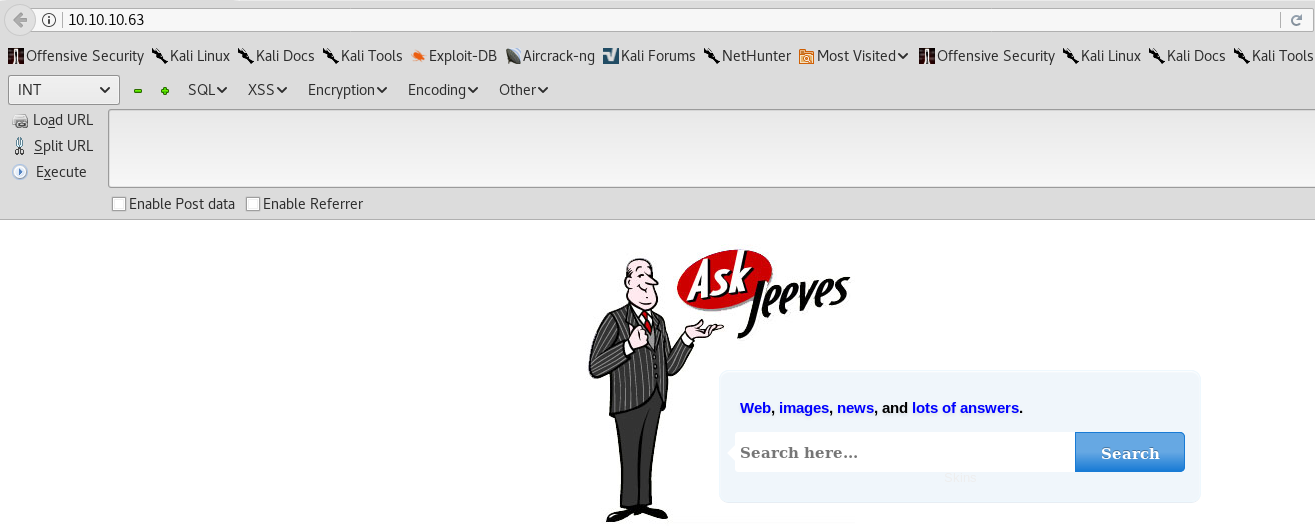 10.10.10.63
Offensive Security Kali Linux Kali Docs Kali Tools Exploit-DB Aircrack-ng Kali Forums NetHunter Most Visited Offensive Security Kali Linux Kali Docs Kali Tools
INT SQL XSS Encryption Encoding Other
Load URL
Split URL
Execute
Enable Post data Enable Referrer
Ask Jeeves
Web, images, news, and lots of answers.
Search here... Search